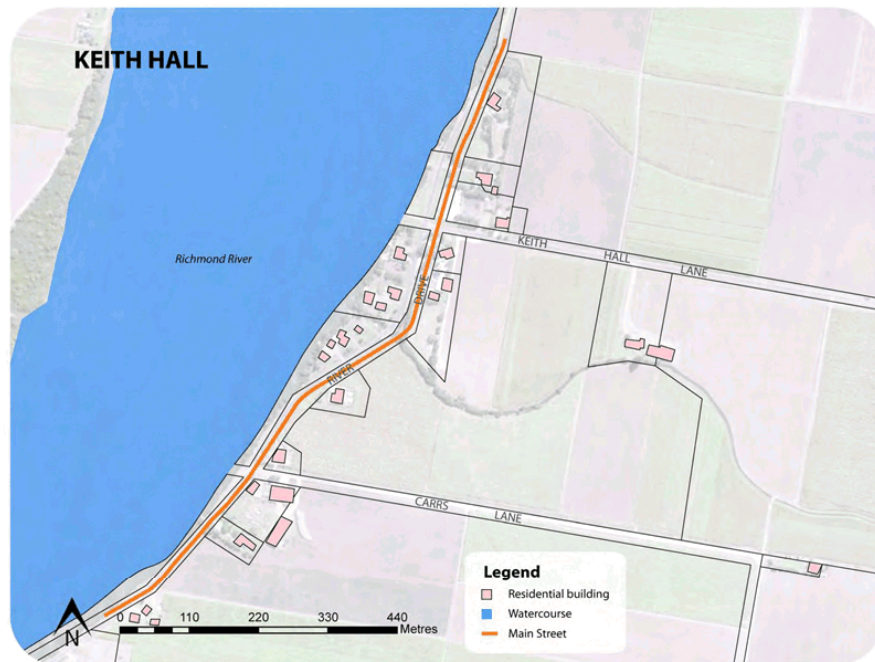 KEITH HALL
Richmond River
KEITH HALL LANE
RIVER DRIVE
CARRS LANE
Legend
Residential building
Watercourse
Main Street
N
0 110 220 330 440
Metres